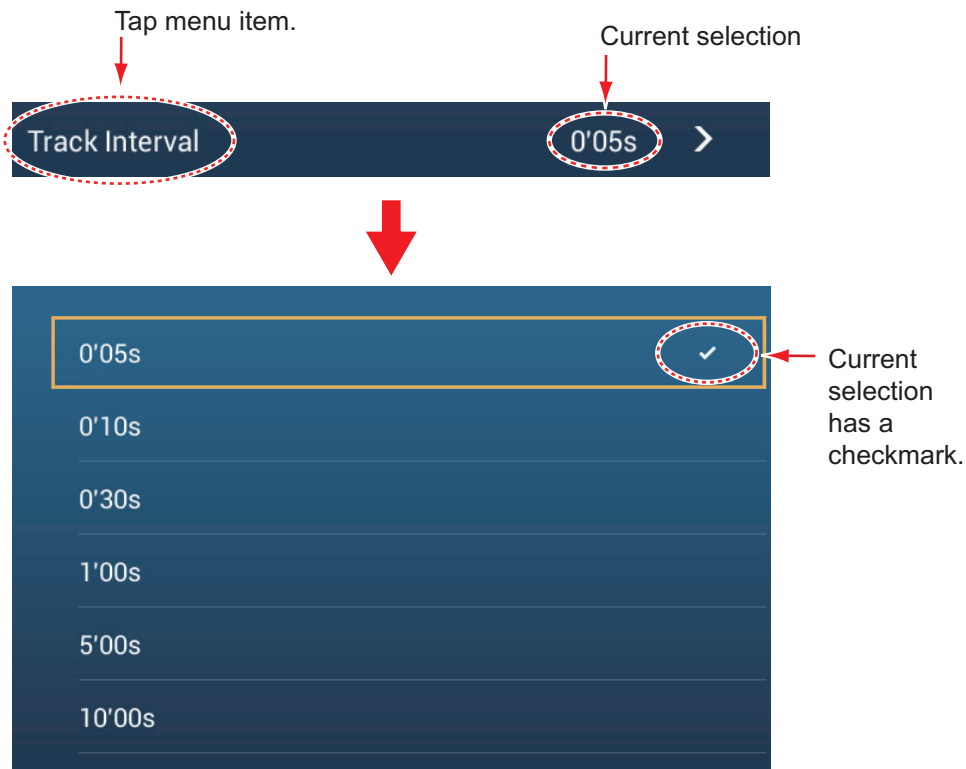 Tap menu item.
Current selection
Track Interval 0'05s >
0'05s ✓
0'10s
0'30s
1'00s
5'00s
10'00s
Current
selection
has a
checkmark.